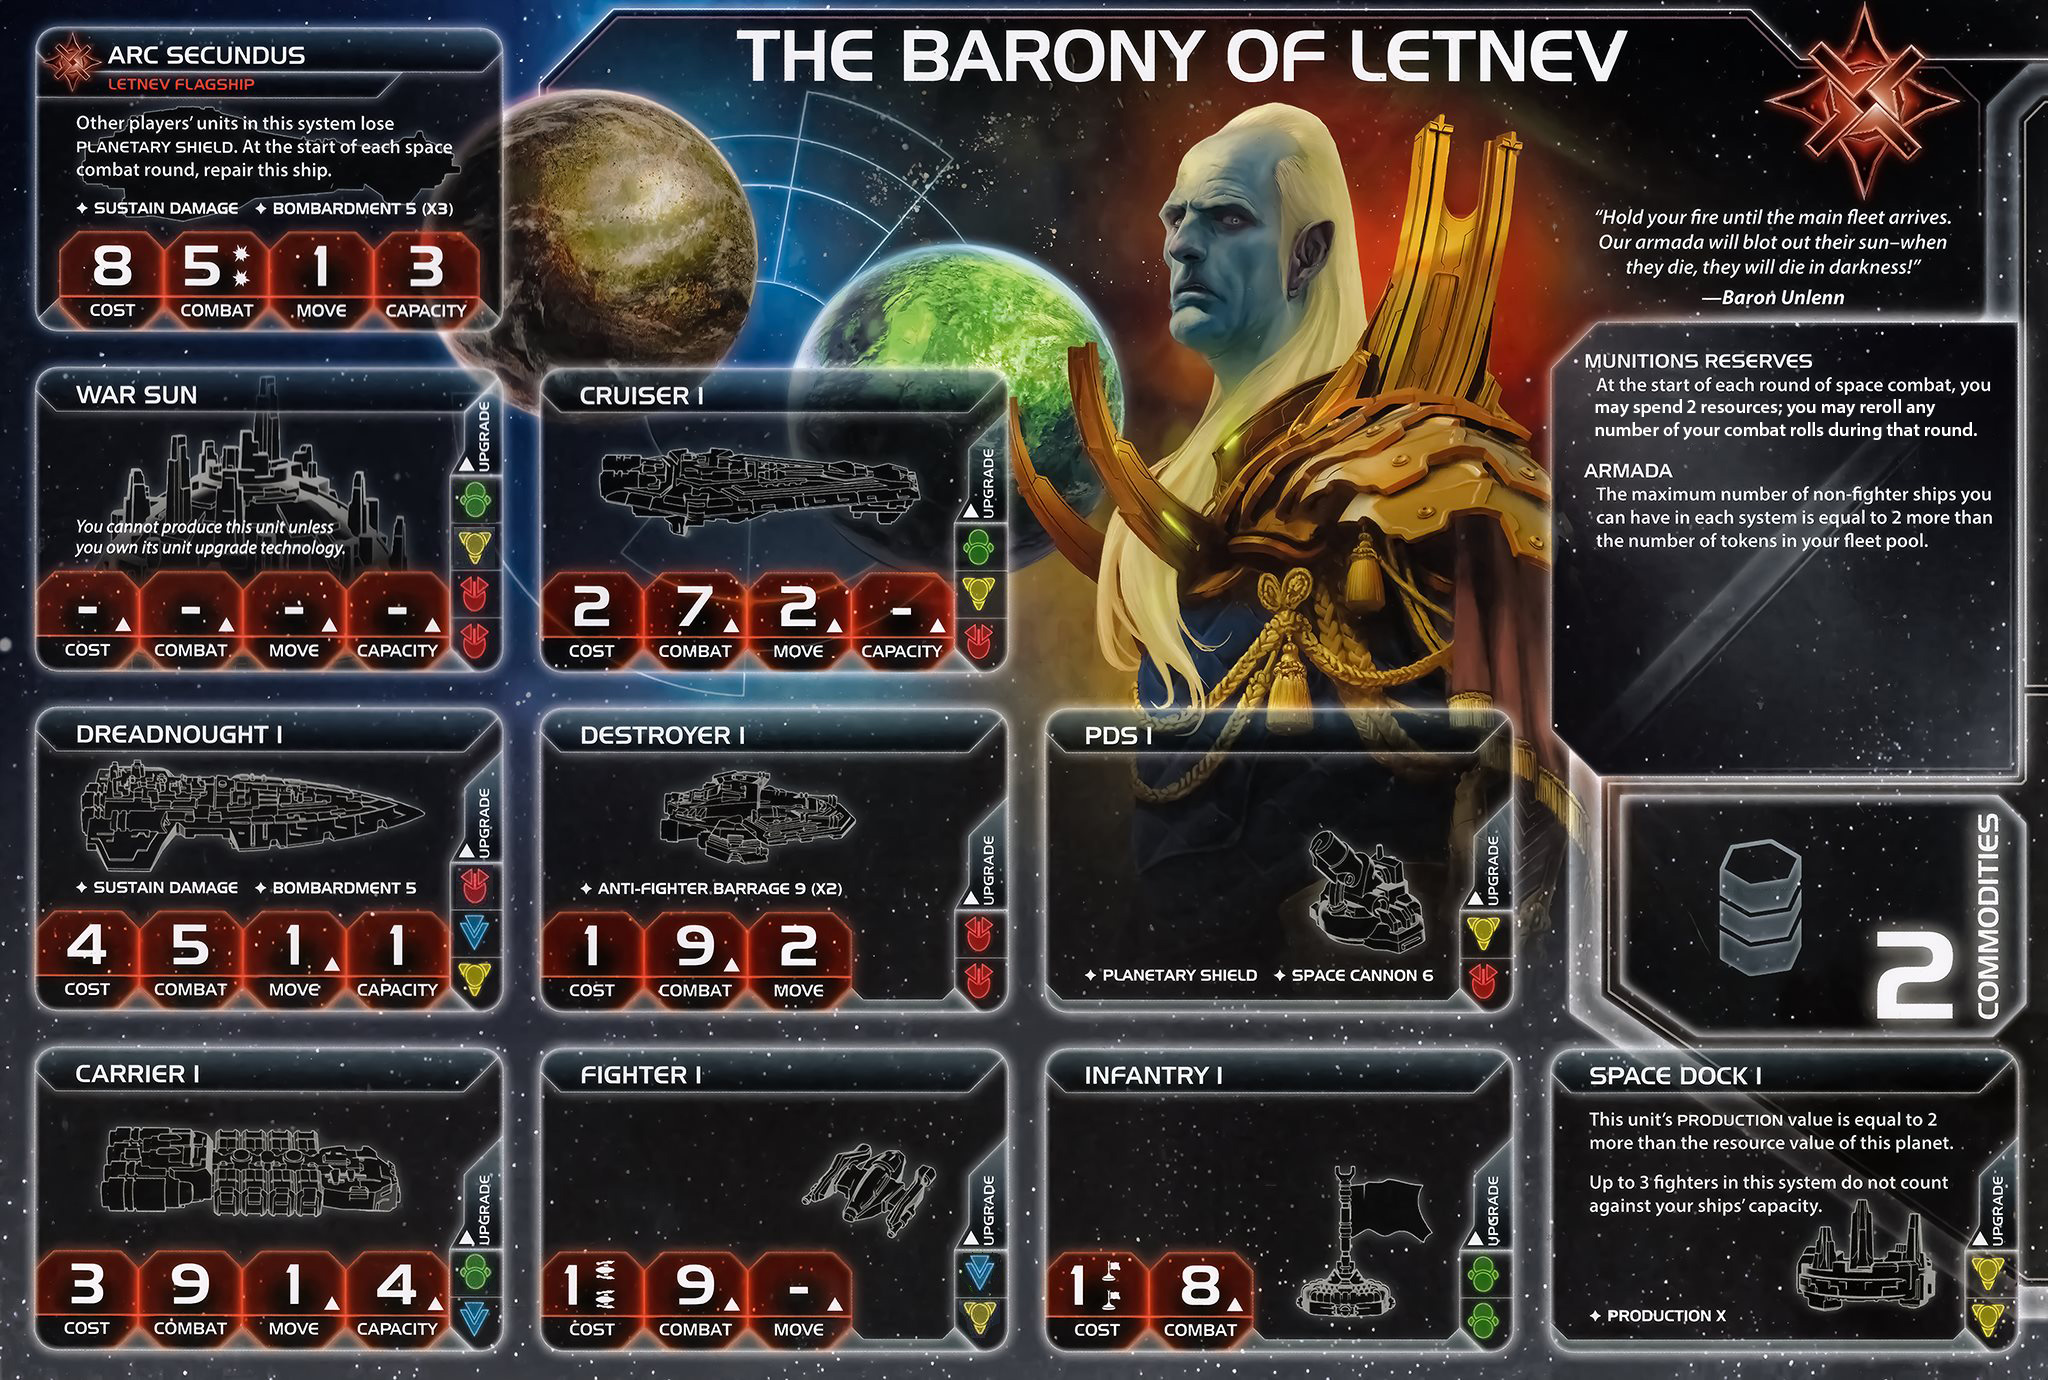 THE BARONY OF LETNEV
ARC SECUNDUS
LETNEV FLAGSHIP
Other players' units in this system lose
PLANETARY SHIELD. At the start of each space
combat round, repair this ship.
SUSTAIN DAMAGE BOMBARDMENT 5 (X3)
8 5 1 3
COST COMBAT MOVE CAPACITY
"Hold your fire until the main fleet arrives.
Our armada will blot out their sun–when
they die, they will die in darkness!"
—Baron Unlenn
MUNITIONS RESERVES
At the start of each round of space combat, you
may spend 2 resources; you may reroll any
number of your combat rolls during that round.
ARMADA
The maximum number of non-fighter ships you
can have in each system is equal to 2 more than
the number of tokens in your fleet pool.
WAR SUN
UPGRADE
You cannot produce this unit unless
you own its unit upgrade technology.
- - - -
COST COMBAT MOVE CAPACITY
CRUISER I
UPGRADE
2 7 2 -
COST COMBAT MOVE CAPACITY
DREADNOUGHT I
UPGRADE
SUSTAIN DAMAGE BOMBARDMENT 5
4 5 1 1
COST COMBAT MOVE CAPACITY
DESTROYER I
UPGRADE
ANTI-FIGHTER BARRAGE 9 (X2)
1 9 2
COST COMBAT MOVE
PDS I
UPGRADE
PLANETARY SHIELD SPACE CANNON 6
2
COMMODITIES
CARRIER I
UPGRADE
3 9 1 4
COST COMBAT MOVE CAPACITY
FIGHTER I
UPGRADE
1 9 -
COST COMBAT MOVE
INFANTRY I
UPGRADE
1 8
COST COMBAT
SPACE DOCK I
This unit's PRODUCTION value is equal to 2
more than the resource value of this planet.
Up to 3 fighters in this system do not count
against your ships' capacity.
UPGRADE
PRODUCTION X